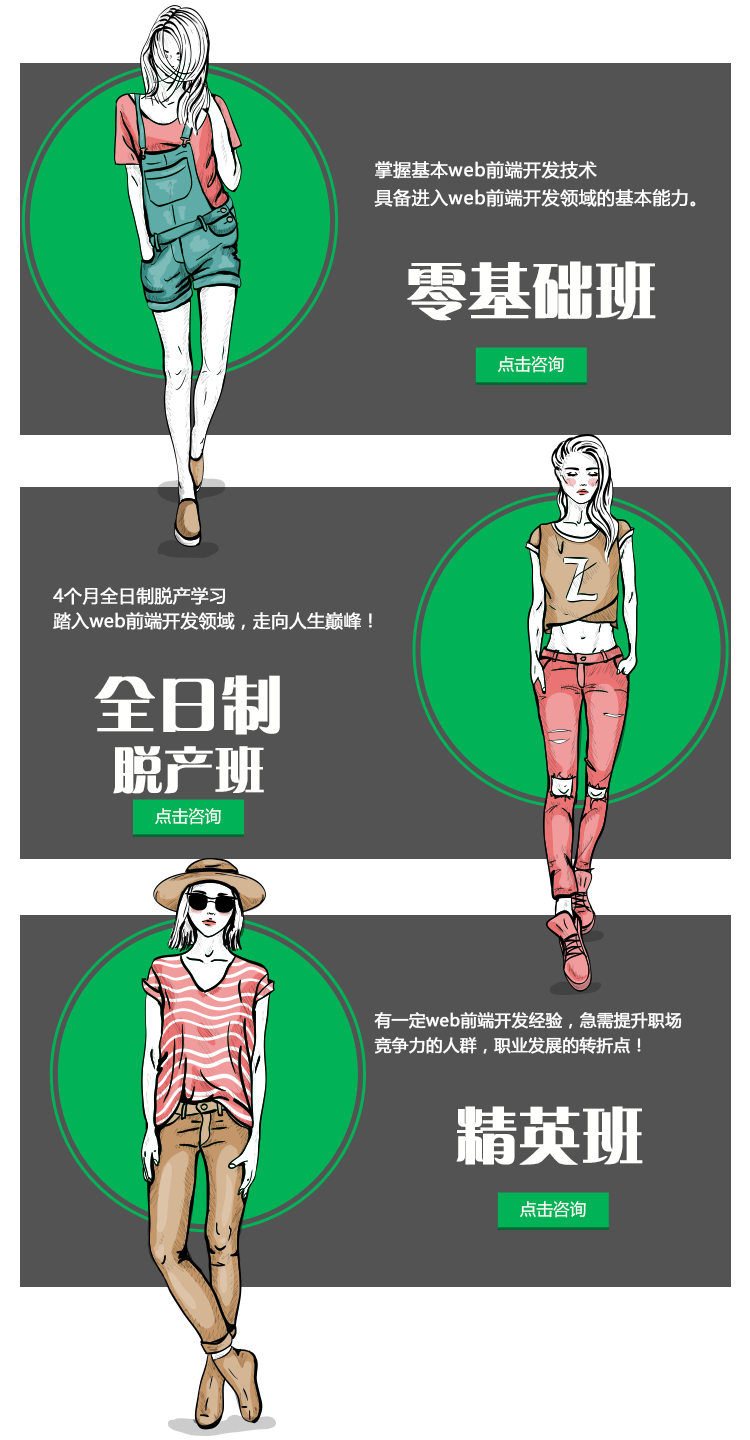 掌握基本web前端开发技术
具备进入web前端开发领域的基本能力。
零基础班
点击咨询
4个月全日制脱产学习
踏入web前端开发领域，走向人生巅峰！
全日制
脱产班
点击咨询
Z
有一定web前端开发经验，急需提升职场
竞争力的人群，职业发展的转折点！
精英班
点击咨询